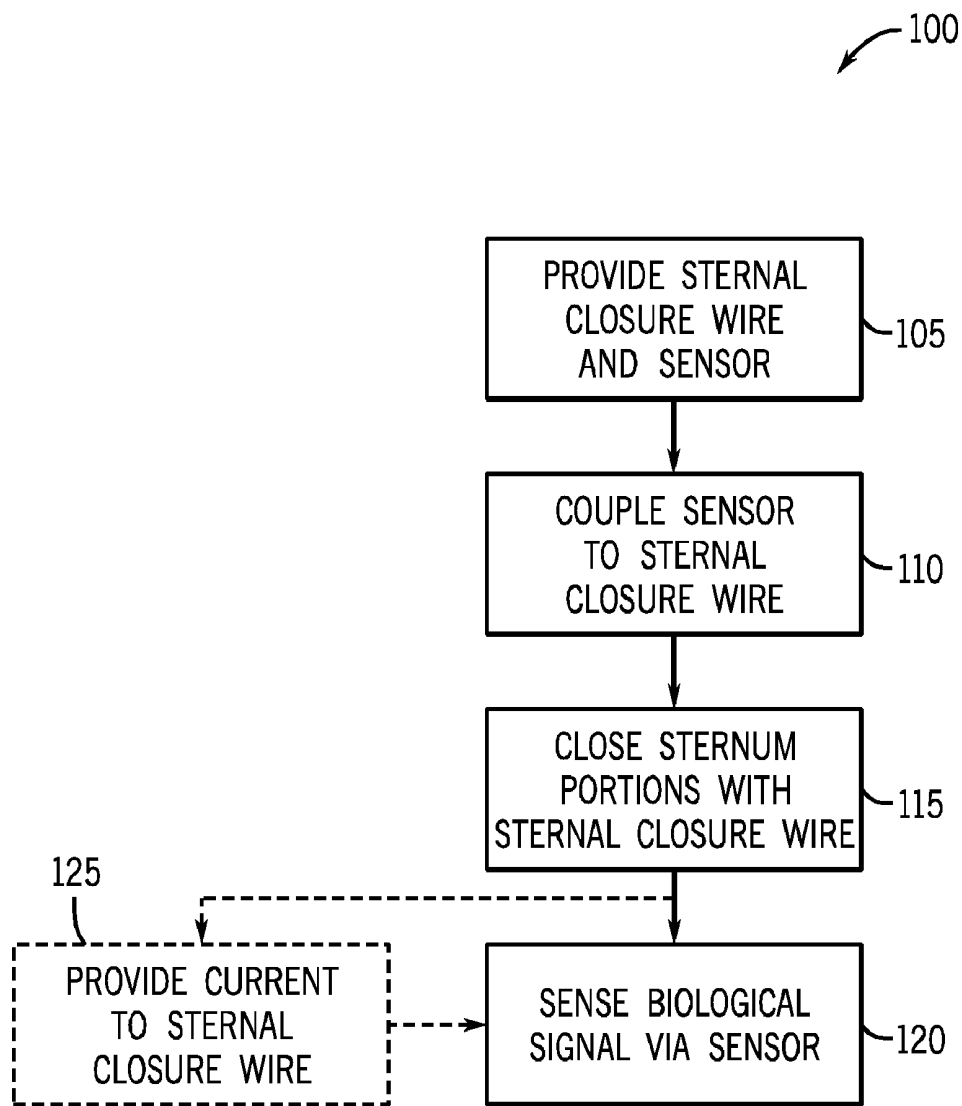 100
PROVIDE STERNAL
CLOSURE WIRE
AND SENSOR
105
COUPLE SENSOR
TO STERNAL
CLOSURE WIRE
110
CLOSE STERNUM
PORTIONS WITH
STERNAL CLOSURE WIRE
115
125
PROVIDE CURRENT
TO STERNAL
CLOSURE WIRE
SENSE BIOLOGICAL
SIGNAL VIA SENSOR
120